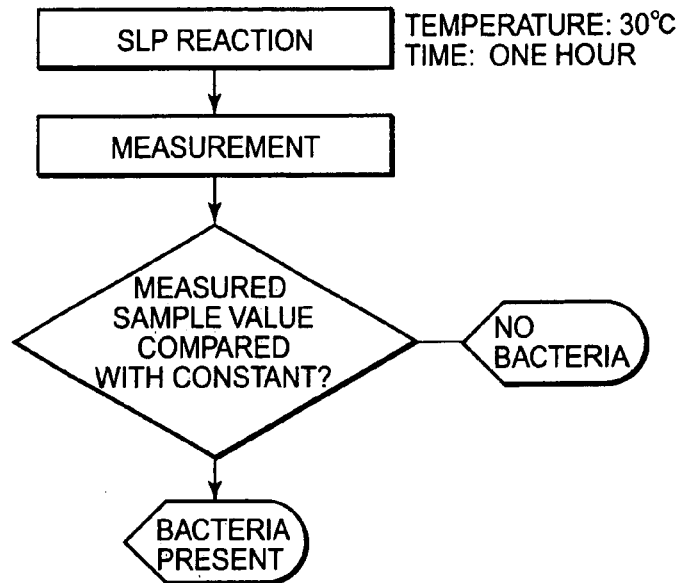 SLP REACTION
TEMPERATURE: 30°C
TIME: ONE HOUR
MEASUREMENT
MEASURED
SAMPLE VALUE
COMPARED
WITH CONSTANT?
NO
BACTERIA
BACTERIA
PRESENT